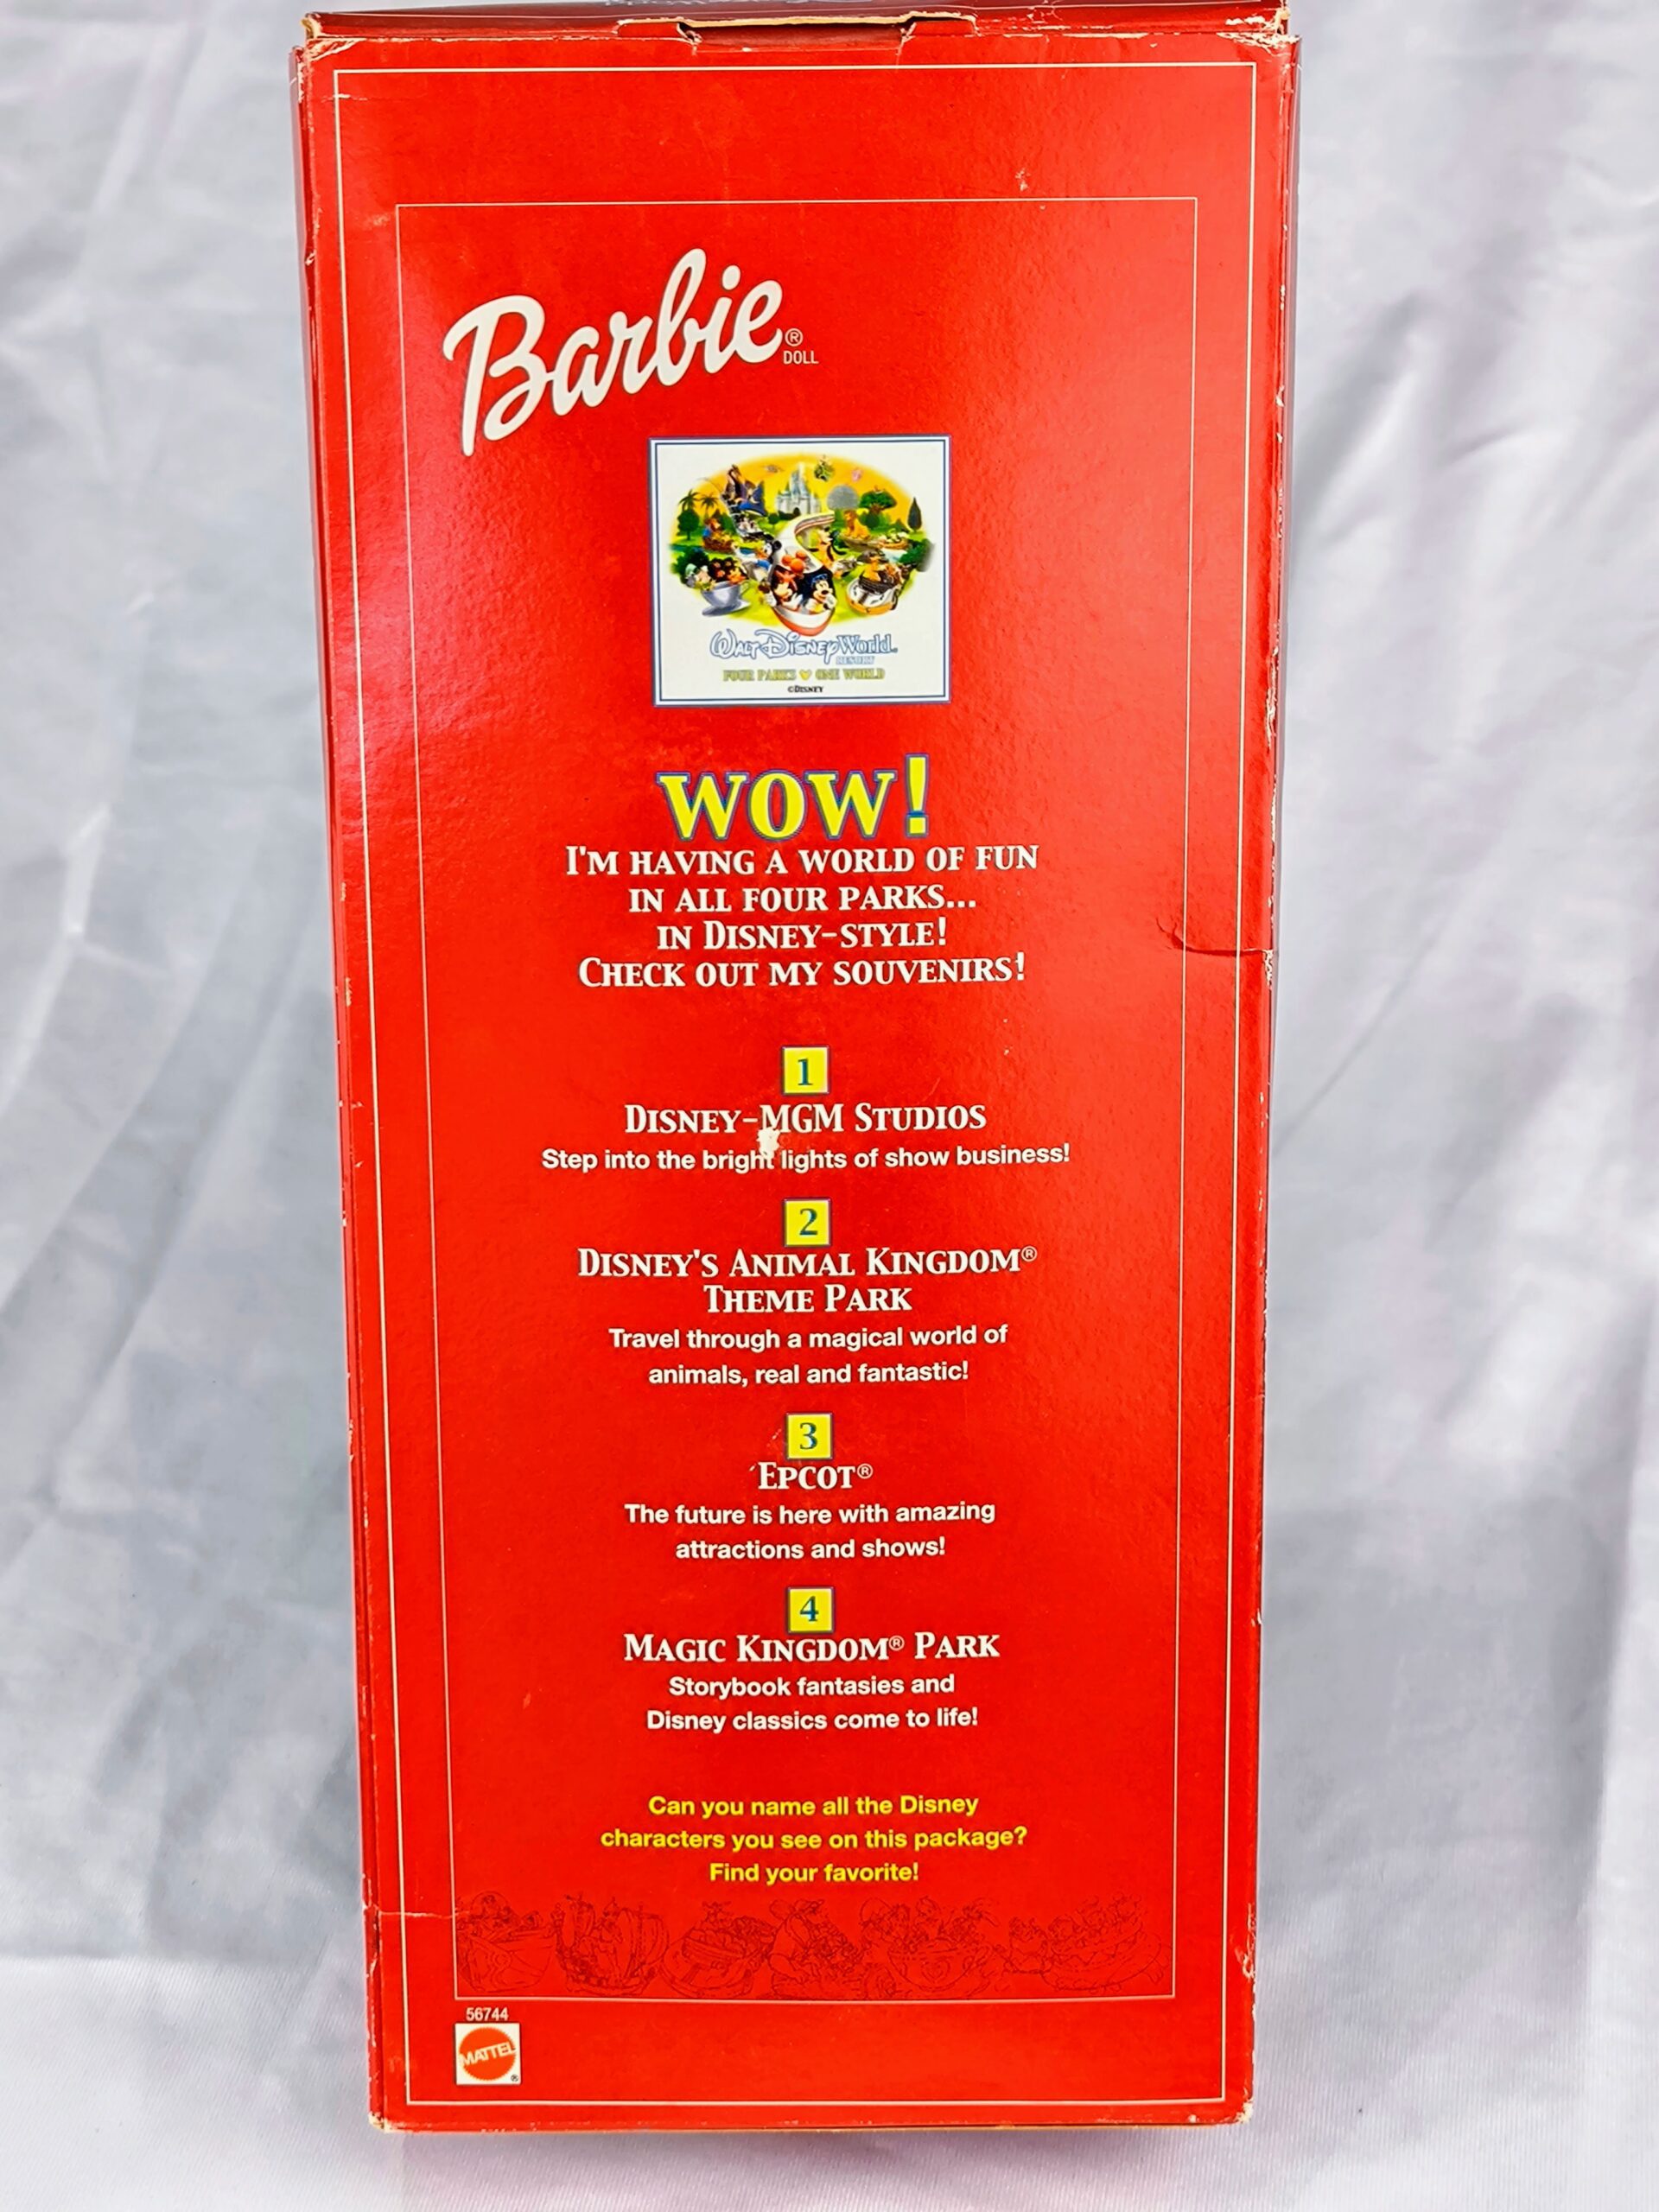 Barbie®
DOLL
Walt Disney World®
RESORT
FOUR PARKS ONE WORLD
©DISNEY
WOW!
I'M HAVING A WORLD OF FUN
IN ALL FOUR PARKS...
IN DISNEY-STYLE!
CHECK OUT MY SOUVENIRS!
1
DISNEY-MGM STUDIOS
Step into the bright lights of show business!
2
DISNEY'S ANIMAL KINGDOM®
THEME PARK
Travel through a magical world of
animals, real and fantastic!
3
EPCOT®
The future is here with amazing
attractions and shows!
4
MAGIC KINGDOM® PARK
Storybook fantasies and
Disney classics come to life!
Can you name all the Disney
characters you see on this package?
Find your favorite!
56744
MATTEL®